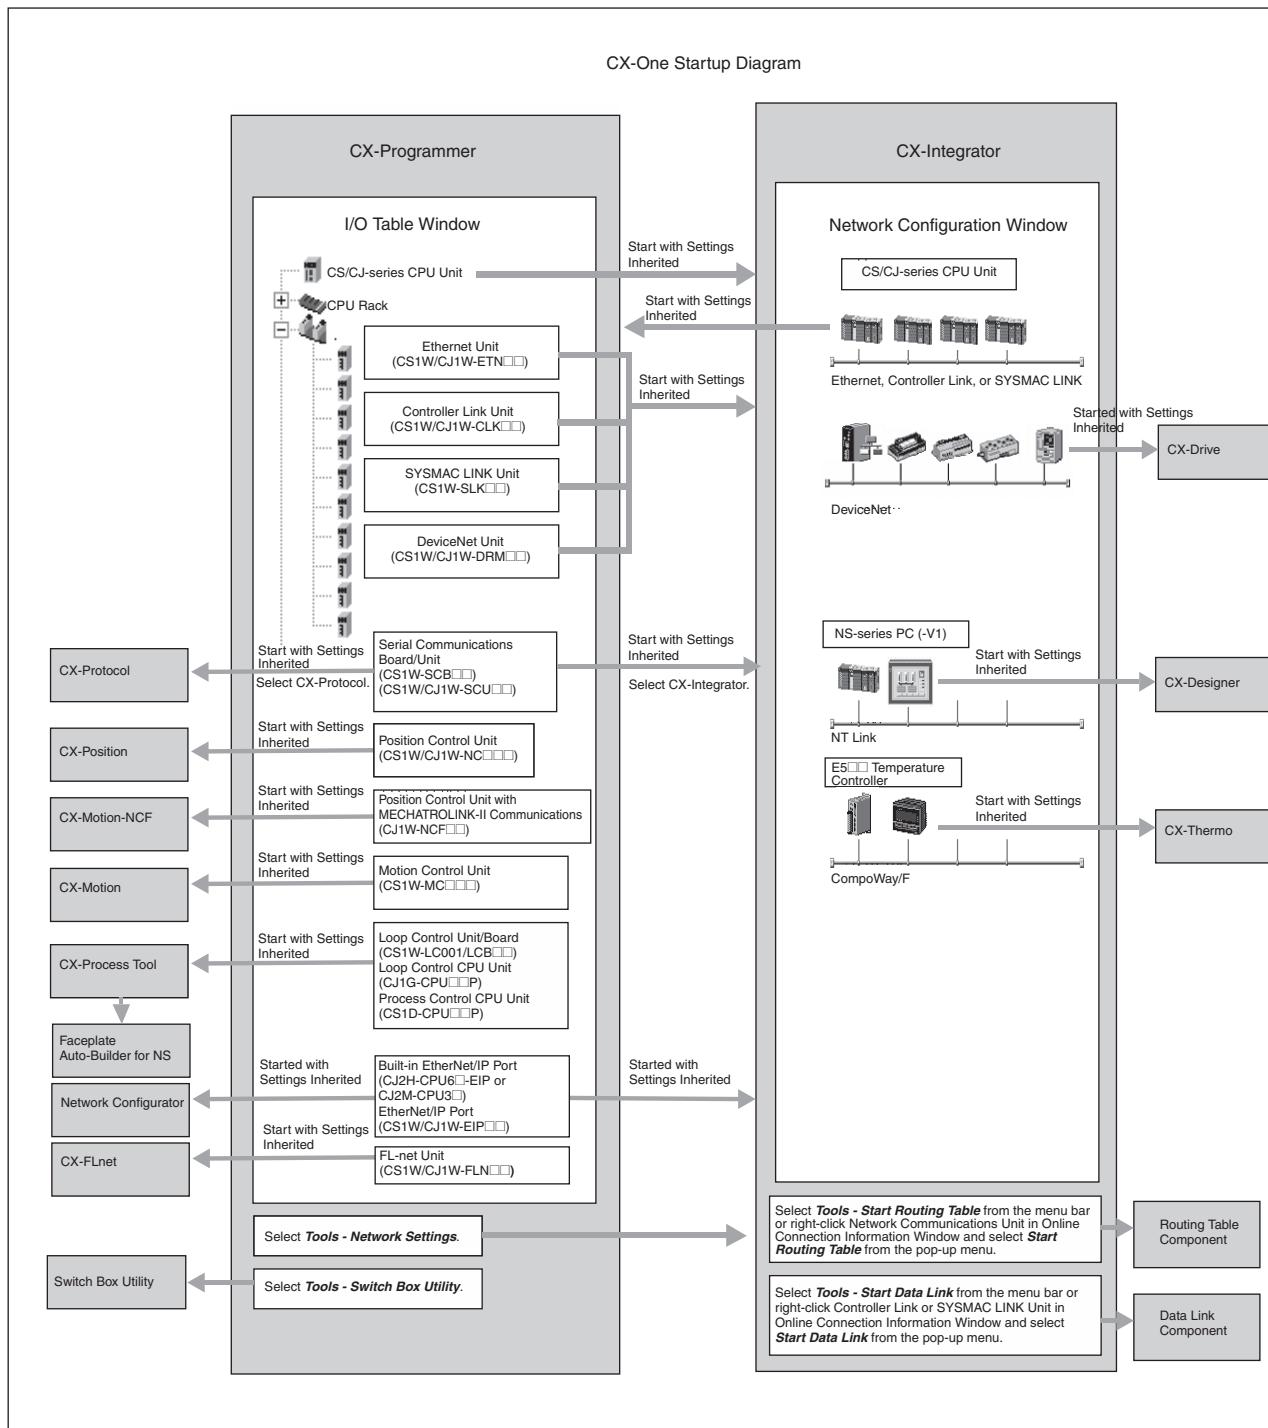 CX-One Startup Diagram
CX-Programmer
I/O Table Window
CS/CJ-series CPU Unit
CPU Rack
Ethernet Unit
(CS1W/CJ1W-ETN□□)
Controller Link Unit
(CS1W/CJ1W-CLK□□)
SYSMAC LINK Unit
(CS1W-SLK□□)
DeviceNet Unit
(CS1W/CJ1W-DRM□□)
Start with Settings
Inherited
Start with Settings
Inherited
Start with Settings
Inherited
CX-Integrator
Network Configuration Window
CS/CJ-series CPU Unit
Ethernet, Controller Link, or SYSMAC LINK
Started with Settings
Inherited
CX-Drive
DeviceNet
CX-Protocol
Start with Settings
Inherited
Select CX-Protocol.
Serial Communications
Board/Unit
(CS1W-SCB□□)
(CS1W/CJ1W-SCU□□)
Start with Settings
Inherited
Select CX-Integrator.
NS-series PC (-V1)
Start with Settings
Inherited
CX-Designer
NT Link
CX-Position
Start with Settings
Inherited
Position Control Unit
(CS1W/CJ1W-NC□□□)
E5□□ Temperature
Controller
Start with Settings
Inherited
CX-Thermo
CompoWay/F
CX-Motion-NCF
Start with Settings
Inherited
Position Control Unit with
MECHATROLINK-II Communications
(CJ1W-NCF□□)
CX-Motion
Start with Settings
Inherited
Motion Control Unit
(CS1W-MC□□□)
CX-Process Tool
Start with Settings
Inherited
Loop Control Unit/Board
(CS1W-LC001/LCB□□)
Loop Control CPU Unit
(CJ1G-CPU□□P)
Process Control CPU Unit
(CS1D-CPU□□P)
Faceplate
Auto-Builder for NS
Network Configurator
Started with
Settings Inherited
Built-in EtherNet/IP Port
(CJ2H-CPU6□-EIP or
CJ2M-CPU3□)
EtherNet/IP Port
(CS1W/CJ1W-EIP□□)
Started with
Settings Inherited
CX-FLnet
Start with Settings
Inherited
FL-net Unit
(CS1W/CJ1W-FLN□□)
Select Tools - Network Settings.
Select Tools - Start Routing Table from the menu bar
or right-click Network Communications Unit in Online
Connection Information Window and select Start
Routing Table from the pop-up menu.
Routing Table
Component
Switch Box Utility
Select Tools - Switch Box Utility.
Select Tools - Start Data Link from the menu bar or
right-click Controller Link or SYSMAC LINK Unit in
Online Connection Information Window and select
Start Data Link from the pop-up menu.
Data Link
Component